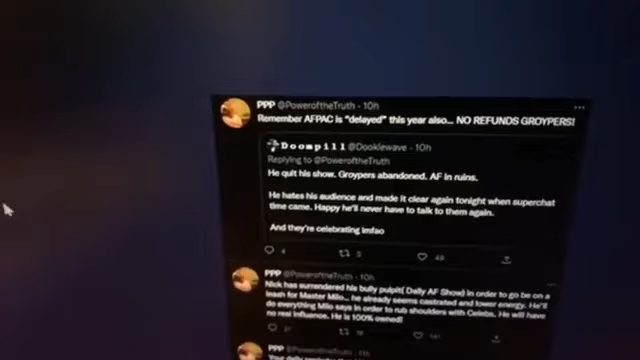 PPP @PoweroftheTruth · 10h
Remember AFPAC is "delayed" this year also... NO REFUNDS GROYPERS!
Doompill @Dooklewave · 10h
Replying to @PoweroftheTruth
He quit his show. Groypers abandoned. AF in ruins.
He hates his audience and made it clear again tonight when superchat
time came. Happy he'll never have to talk to them again.
And they're celebrating lmfao
4
3
49
PPP @PoweroftheTruth · 10h
Nick has surrendered his bully pulpit( Daily AF Show) in order to go be on a
leash for Master Milo... he already seems castrated and lower energy. He'll
do everything Milo says in order to rub shoulders with Celebs. He will have
no real influence. He is 100% owned!
PPP @PoweroftheTruth · 11h